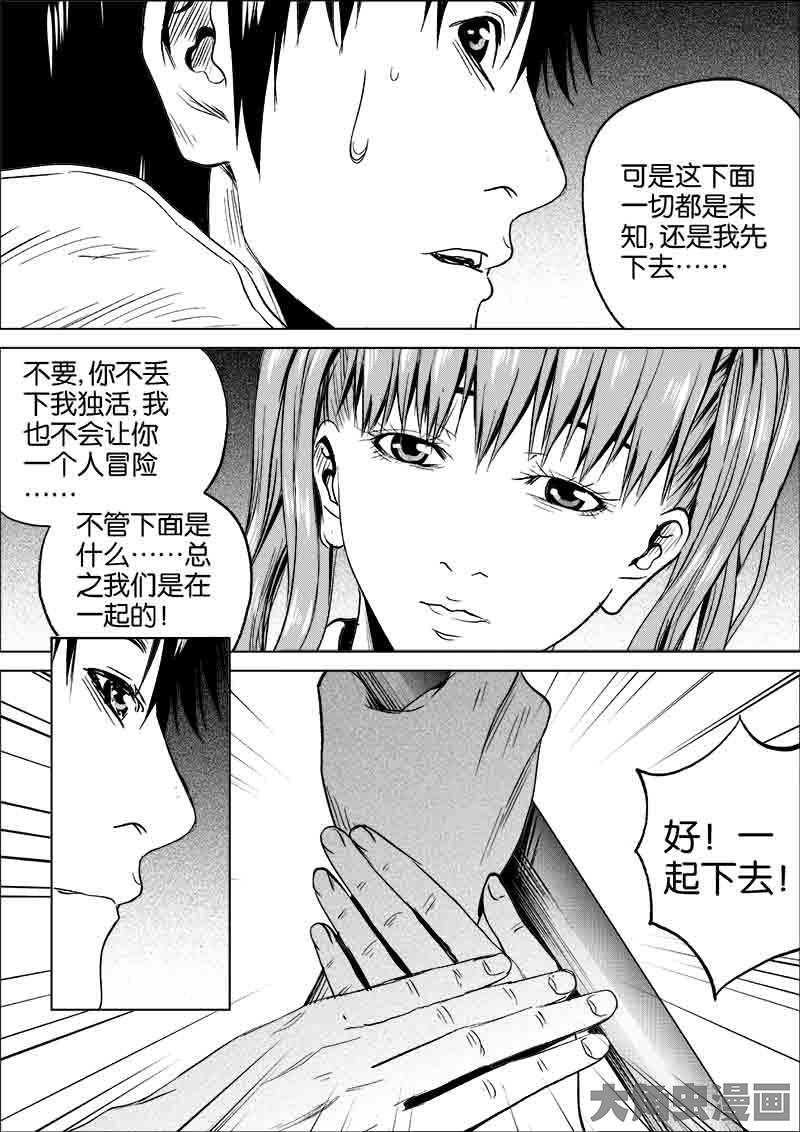 可是这下面
一切都是未
知,还是我先
下去……
不要,你不丢
下我独活,我
也不会让你
一个人冒险
……
不管下面是
什么……总
之我们是在
一起的!
好!一
起下去!
大角虫漫画